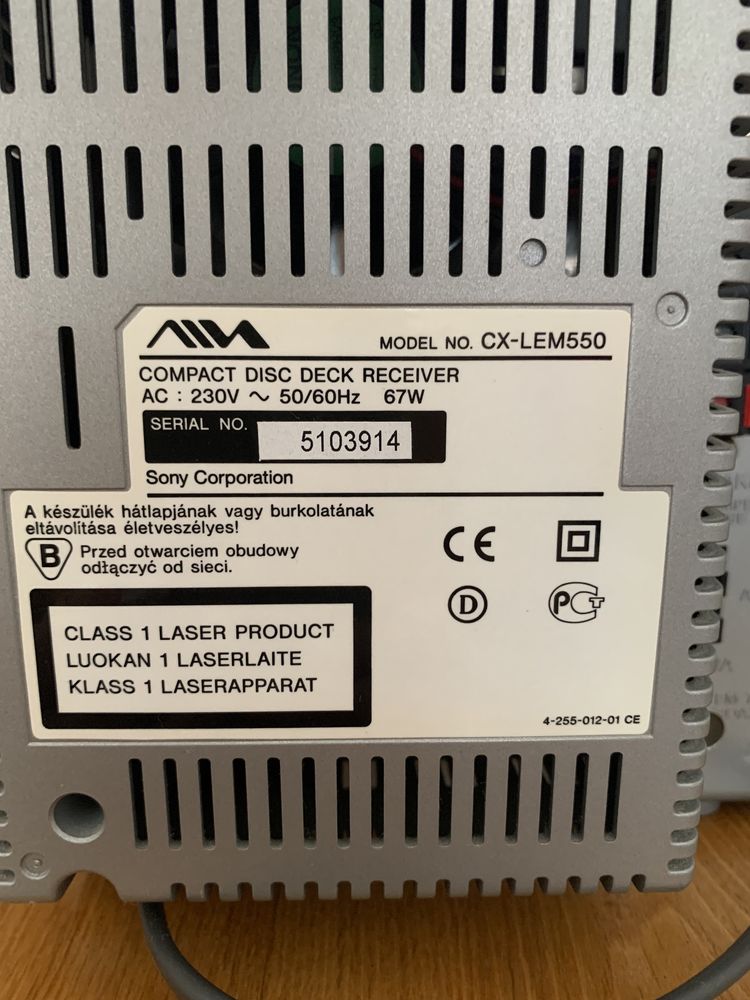 AIWA
MODEL NO. CX-LEM550
COMPACT DISC DECK RECEIVER
AC : 230V ~ 50/60Hz 67W
SERIAL NO. 5103914
Sony Corporation
A készülék hátlapjának vagy burkolatának
eltávolítása életveszélyes!
B Przed otwarciem obudowy
odłączyć od sieci.
CE
D
PCT
CLASS 1 LASER PRODUCT
LUOKAN 1 LASERLAITE
KLASS 1 LASERAPPARAT
4-255-012-01 CE